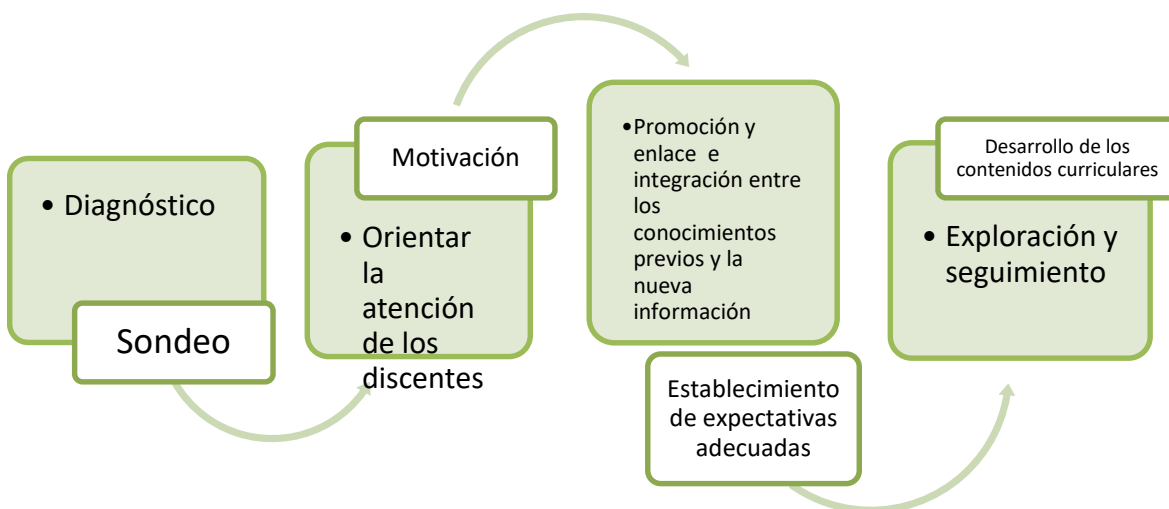 • Diagnóstico
Sondeo
Motivación
• Orientar
la
atención
de los
discentes
•Promoción y
enlace e
integración entre
los
conocimientos
previos y la
nueva
información
Establecimiento
de expectativas
adecuadas
Desarrollo de los
contenidos curriculares
• Exploración y
seguimiento